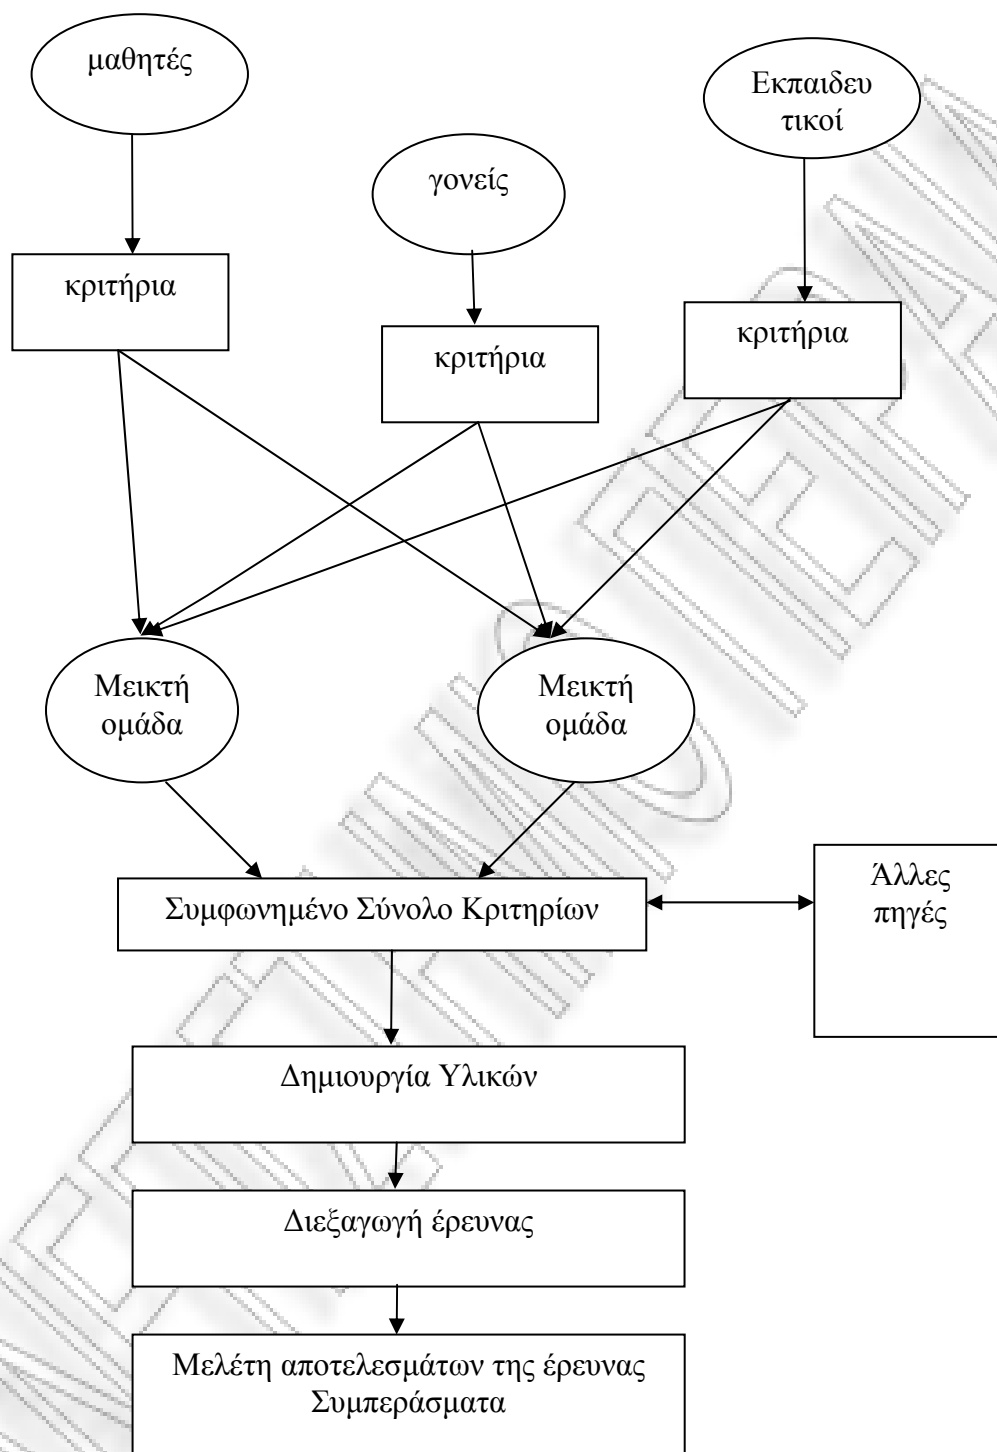 μαθητές
Εκπαιδευ
τικοί
γονείς
κριτήρια
κριτήρια
κριτήρια
Μεικτή
ομάδα
Μεικτή
ομάδα
Άλλες
πηγές
Συμφωνημένο Σύνολο Κριτηρίων
Δημιουργία Υλικών
Διεξαγωγή έρευνας
Μελέτη αποτελεσμάτων της έρευνας
Συμπεράσματα